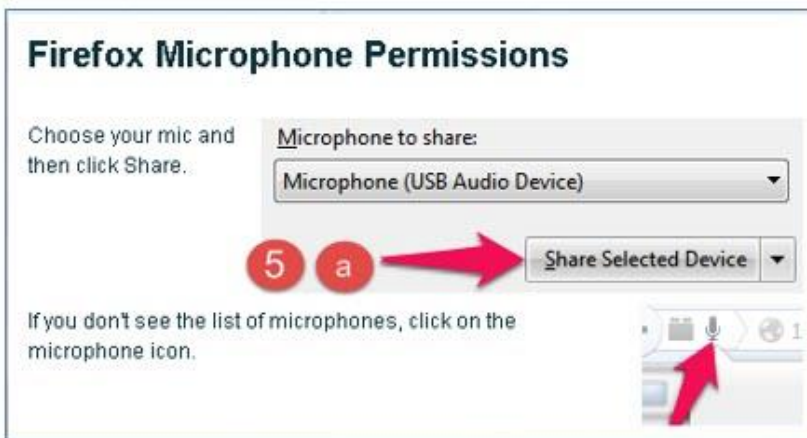 Firefox Microphone Permissions
Choose your mic and
then click Share.
Microphone to share:
Microphone (USB Audio Device)
5 a
Share Selected Device
If you don't see the list of microphones, click on the
microphone icon.
1